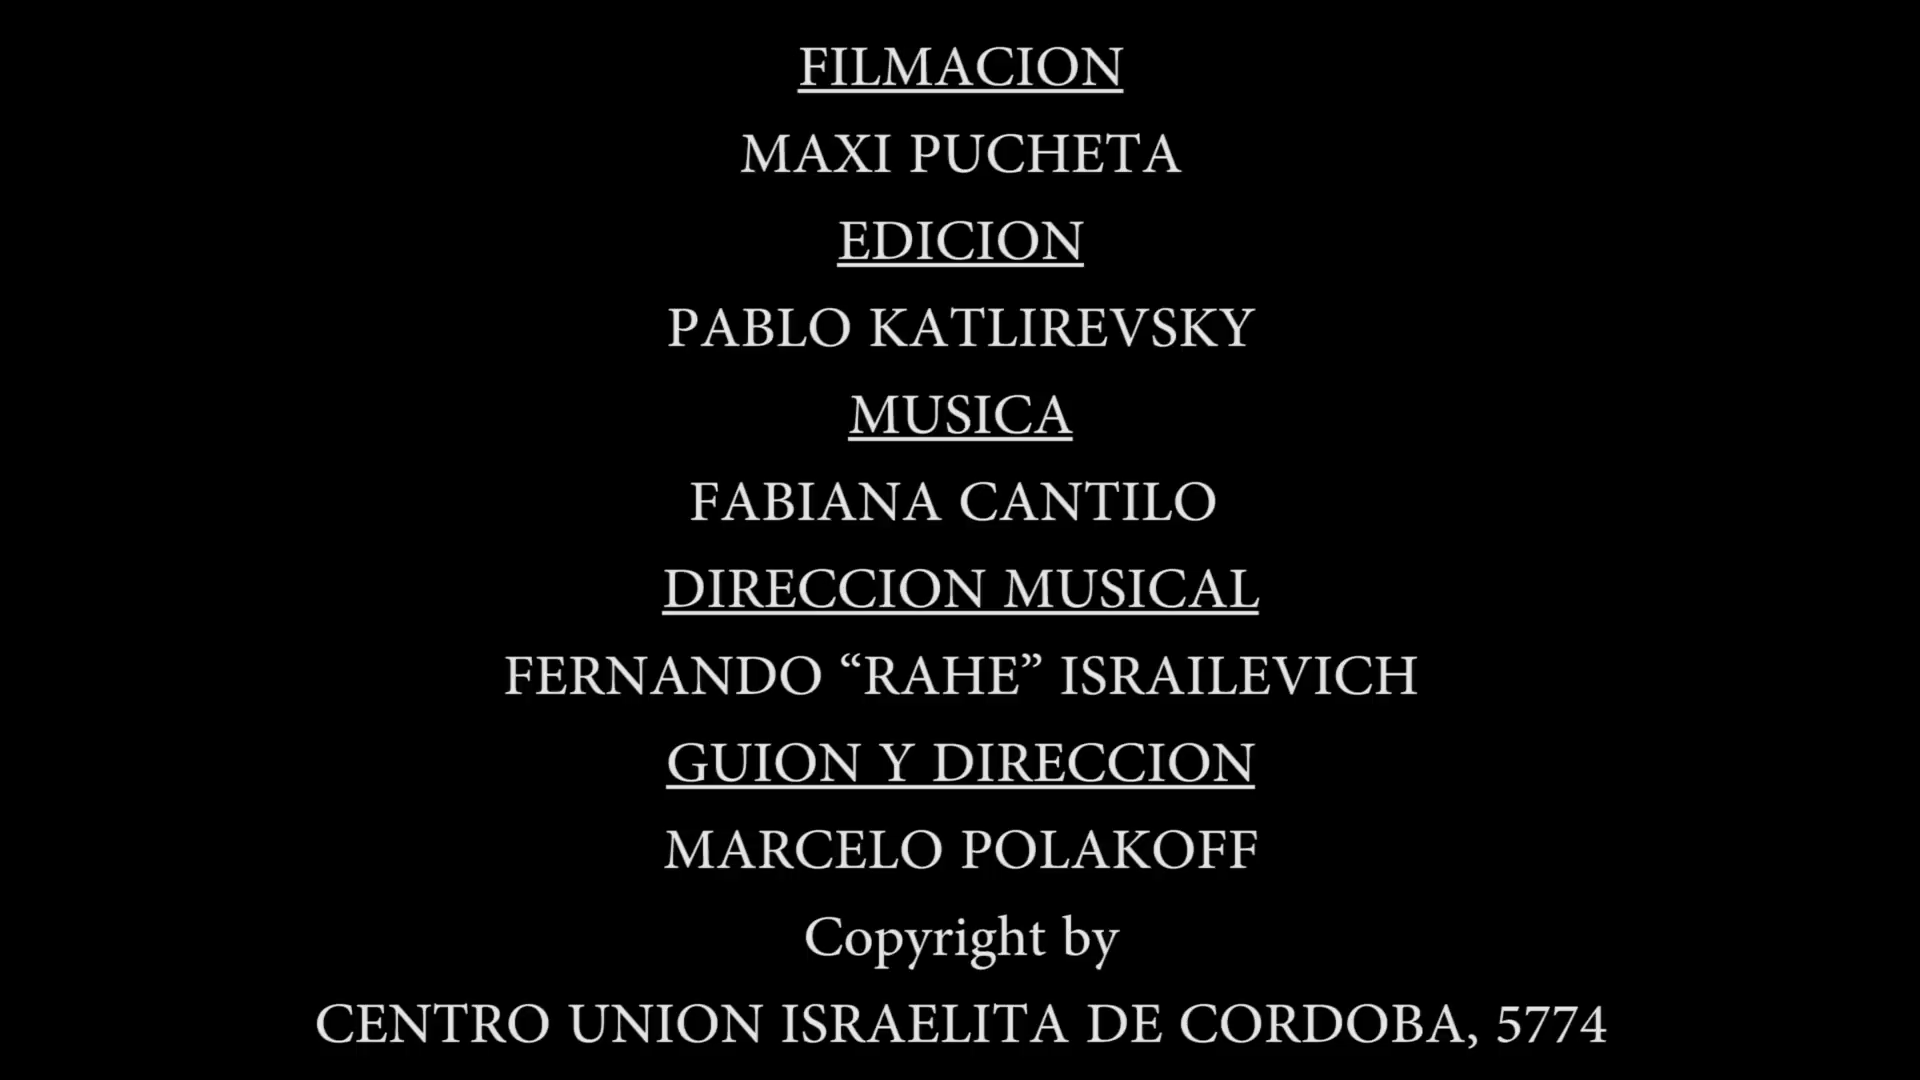 FILMACION
MAXI PUCHETA
EDICION
PABLO KATLIREVSKY
MUSICA
FABIANA CANTILO
DIRECCION MUSICAL
FERNANDO “RAHE” ISRAILEVICH
GUION Y DIRECCION
MARCELO POLAKOFF
Copyright by
CENTRO UNION ISRAELITA DE CORDOBA, 5774